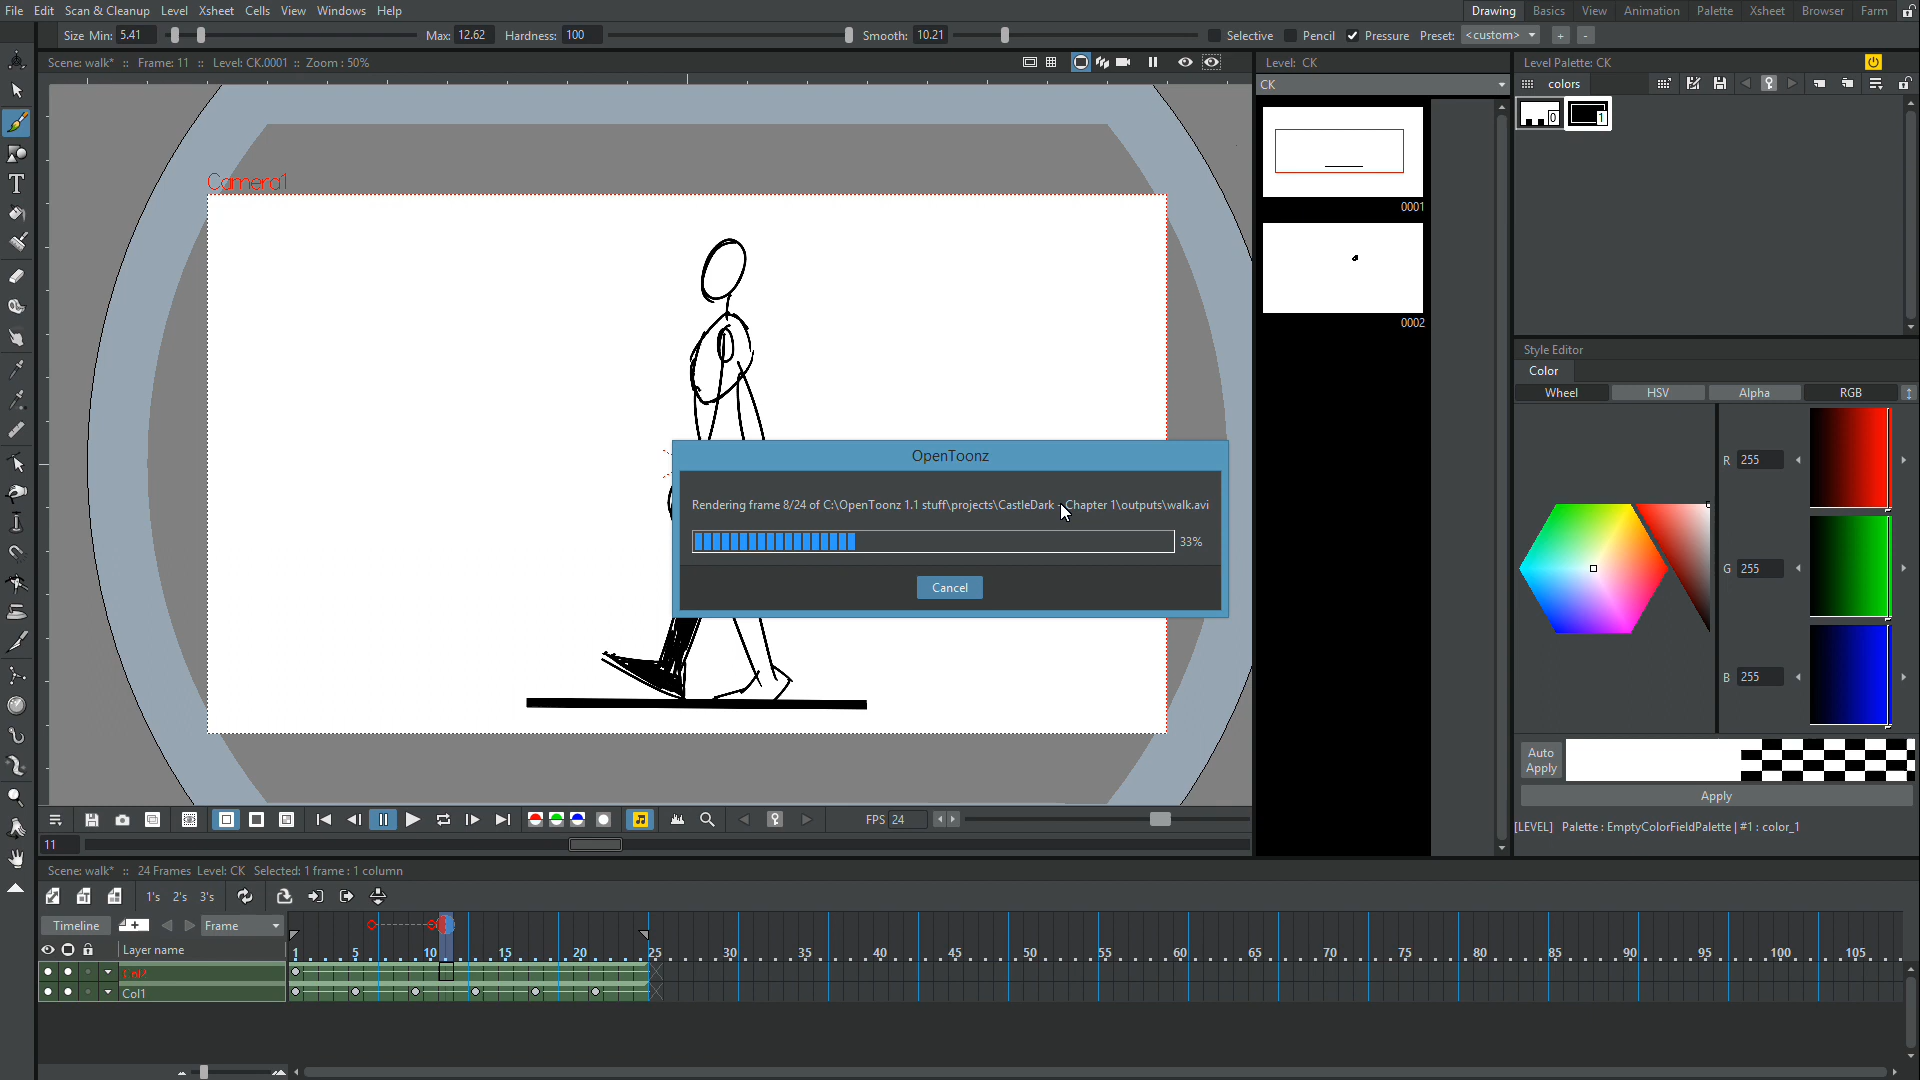 File Edit Scan & Cleanup Level Xsheet Cells View Windows Help
Drawing Basics View Animation Palette Xsheet Browser Farm
Size Min: 5.41 Max: 12.62 Hardness: 100 Smooth: 10.21 Selective Pencil Pressure Preset: <custom> + -
Scene: walk* :: Frame: 11 :: Level: CK.0001 :: Zoom : 50%
Level: CK
Level Palette: CK
CK
colors
0 1
Camera1
0001
0002
Style Editor
Color
Wheel HSV Alpha RGB
R 255
G 255
B 255
OpenToonz
Rendering frame 8/24 of C:\OpenToonz 1.1 stuff\projects\CastleDark - Chapter 1\outputs\walk.avi
33%
Cancel
Auto
Apply
Apply
[LEVEL] Palette : EmptyColorFieldPalette | #1 : color_1
FPS 24
11
Scene: walk* :: 24 Frames Level: CK Selected: 1 frame : 1 column
1's 2's 3's
Timeline Frame
Layer name
1 5 10 15 20 25 30 35 40 45 50 55 60 65 70 75 80 85 90 95 100 105
Col2
Col1